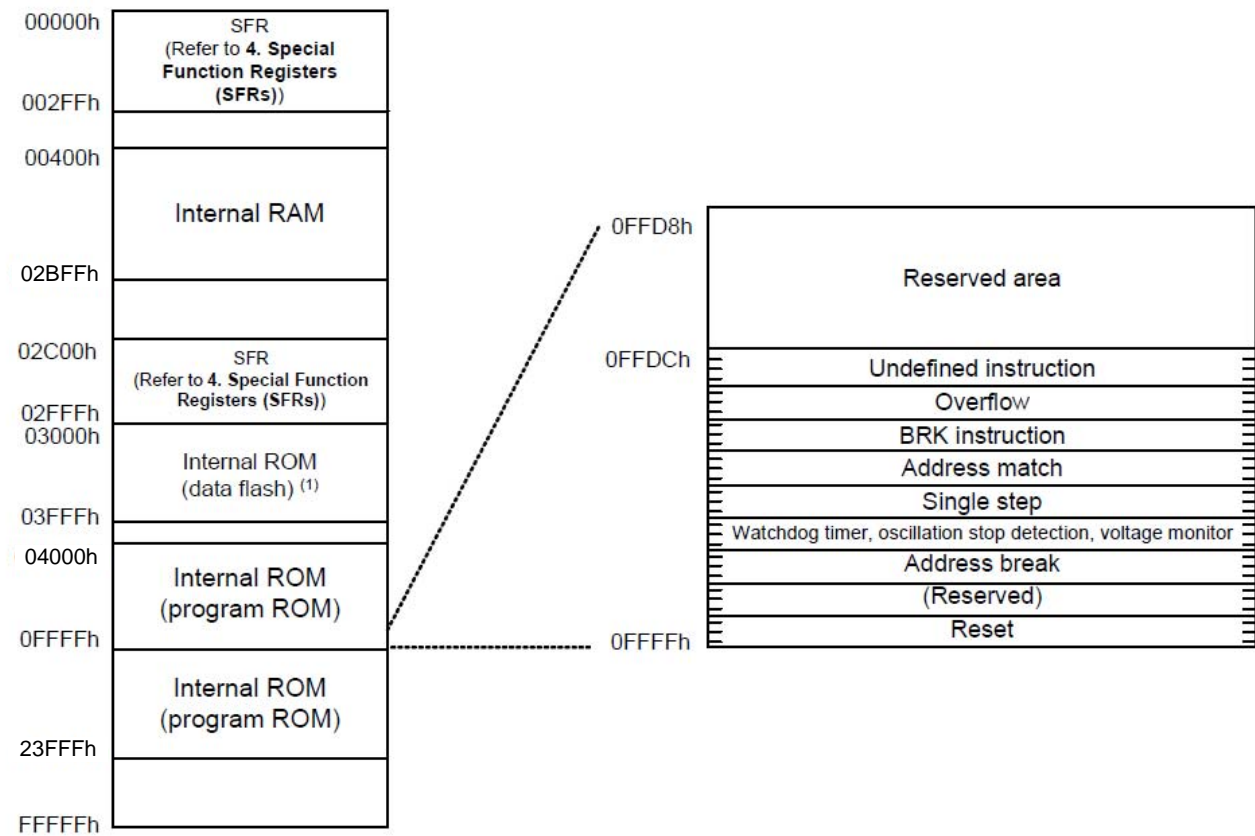 00000h
SFR
(Refer to 4. Special
Function Registers
(SFRs))
002FFh
00400h
Internal RAM
02BFFh
02C00h
SFR
(Refer to 4. Special Function
Registers (SFRs))
02FFFh
03000h
Internal ROM
(data flash) (1)
03FFFh
04000h
Internal ROM
(program ROM)
0FFFFh
Internal ROM
(program ROM)
23FFFh
FFFFFh
0FFD8h
Reserved area
0FFDCh
Undefined instruction
Overflow
BRK instruction
Address match
Single step
Watchdog timer, oscillation stop detection, voltage monitor
Address break
(Reserved)
0FFFFh
Reset